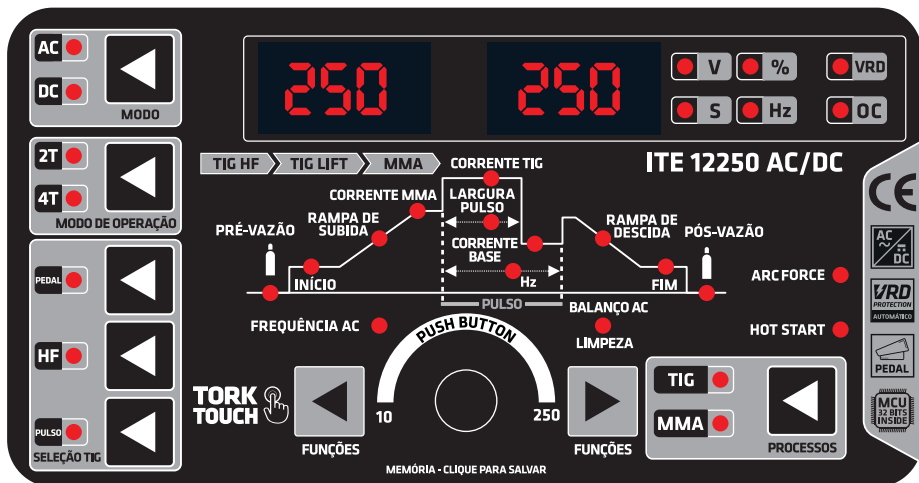 AC
DC
MODO
2T
4T
MODO DE OPERAÇÃO
PEDAL
HF
PULSO
SELEÇÃO TIG
250
250
V
%
VRD
S
Hz
OC
TIG HF
TIG LIFT
MMA
ITE 12250 AC/DC
CORRENTE TIG
CORRENTE MMA
LARGURA
PULSO
RAMPA DE
SUBIDA
PRÉ-VAZÃO
INÍCIO
CORRENTE
BASE
Hz
PULSO
RAMPA DE
DESCIDA
PÓS-VAZÃO
FIM
FREQUÊNCIA AC
BALANÇO AC
LIMPEZA
ARC FORCE
HOT START
TORK
TOUCH
FUNÇÕES
PUSH BUTTON
10
250
FUNÇÕES
MEMÓRIA - CLIQUE PARA SALVAR
TIG
MMA
PROCESSOS
CE
AC
DC
VRD
PROTECTION
AUTOMÁTICO
PEDAL
MCU
32 BITS
INSIDE